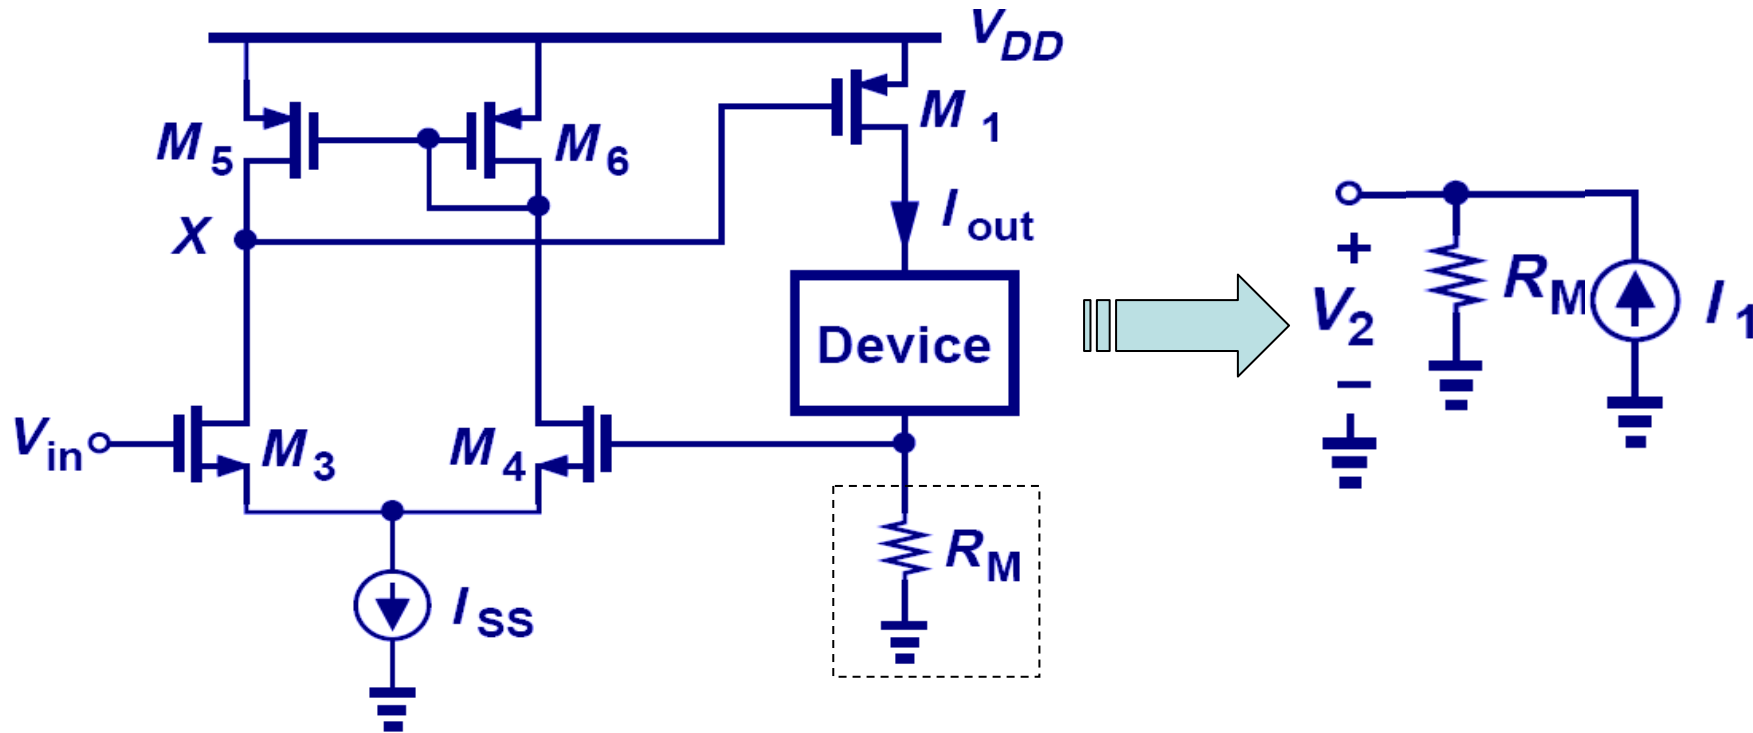 V_DD
M_5
M_6
M_1
X
I_out
Device
V_in
M_3
M_4
R_M
I_SS
+
V_2
−
R_M
I_1